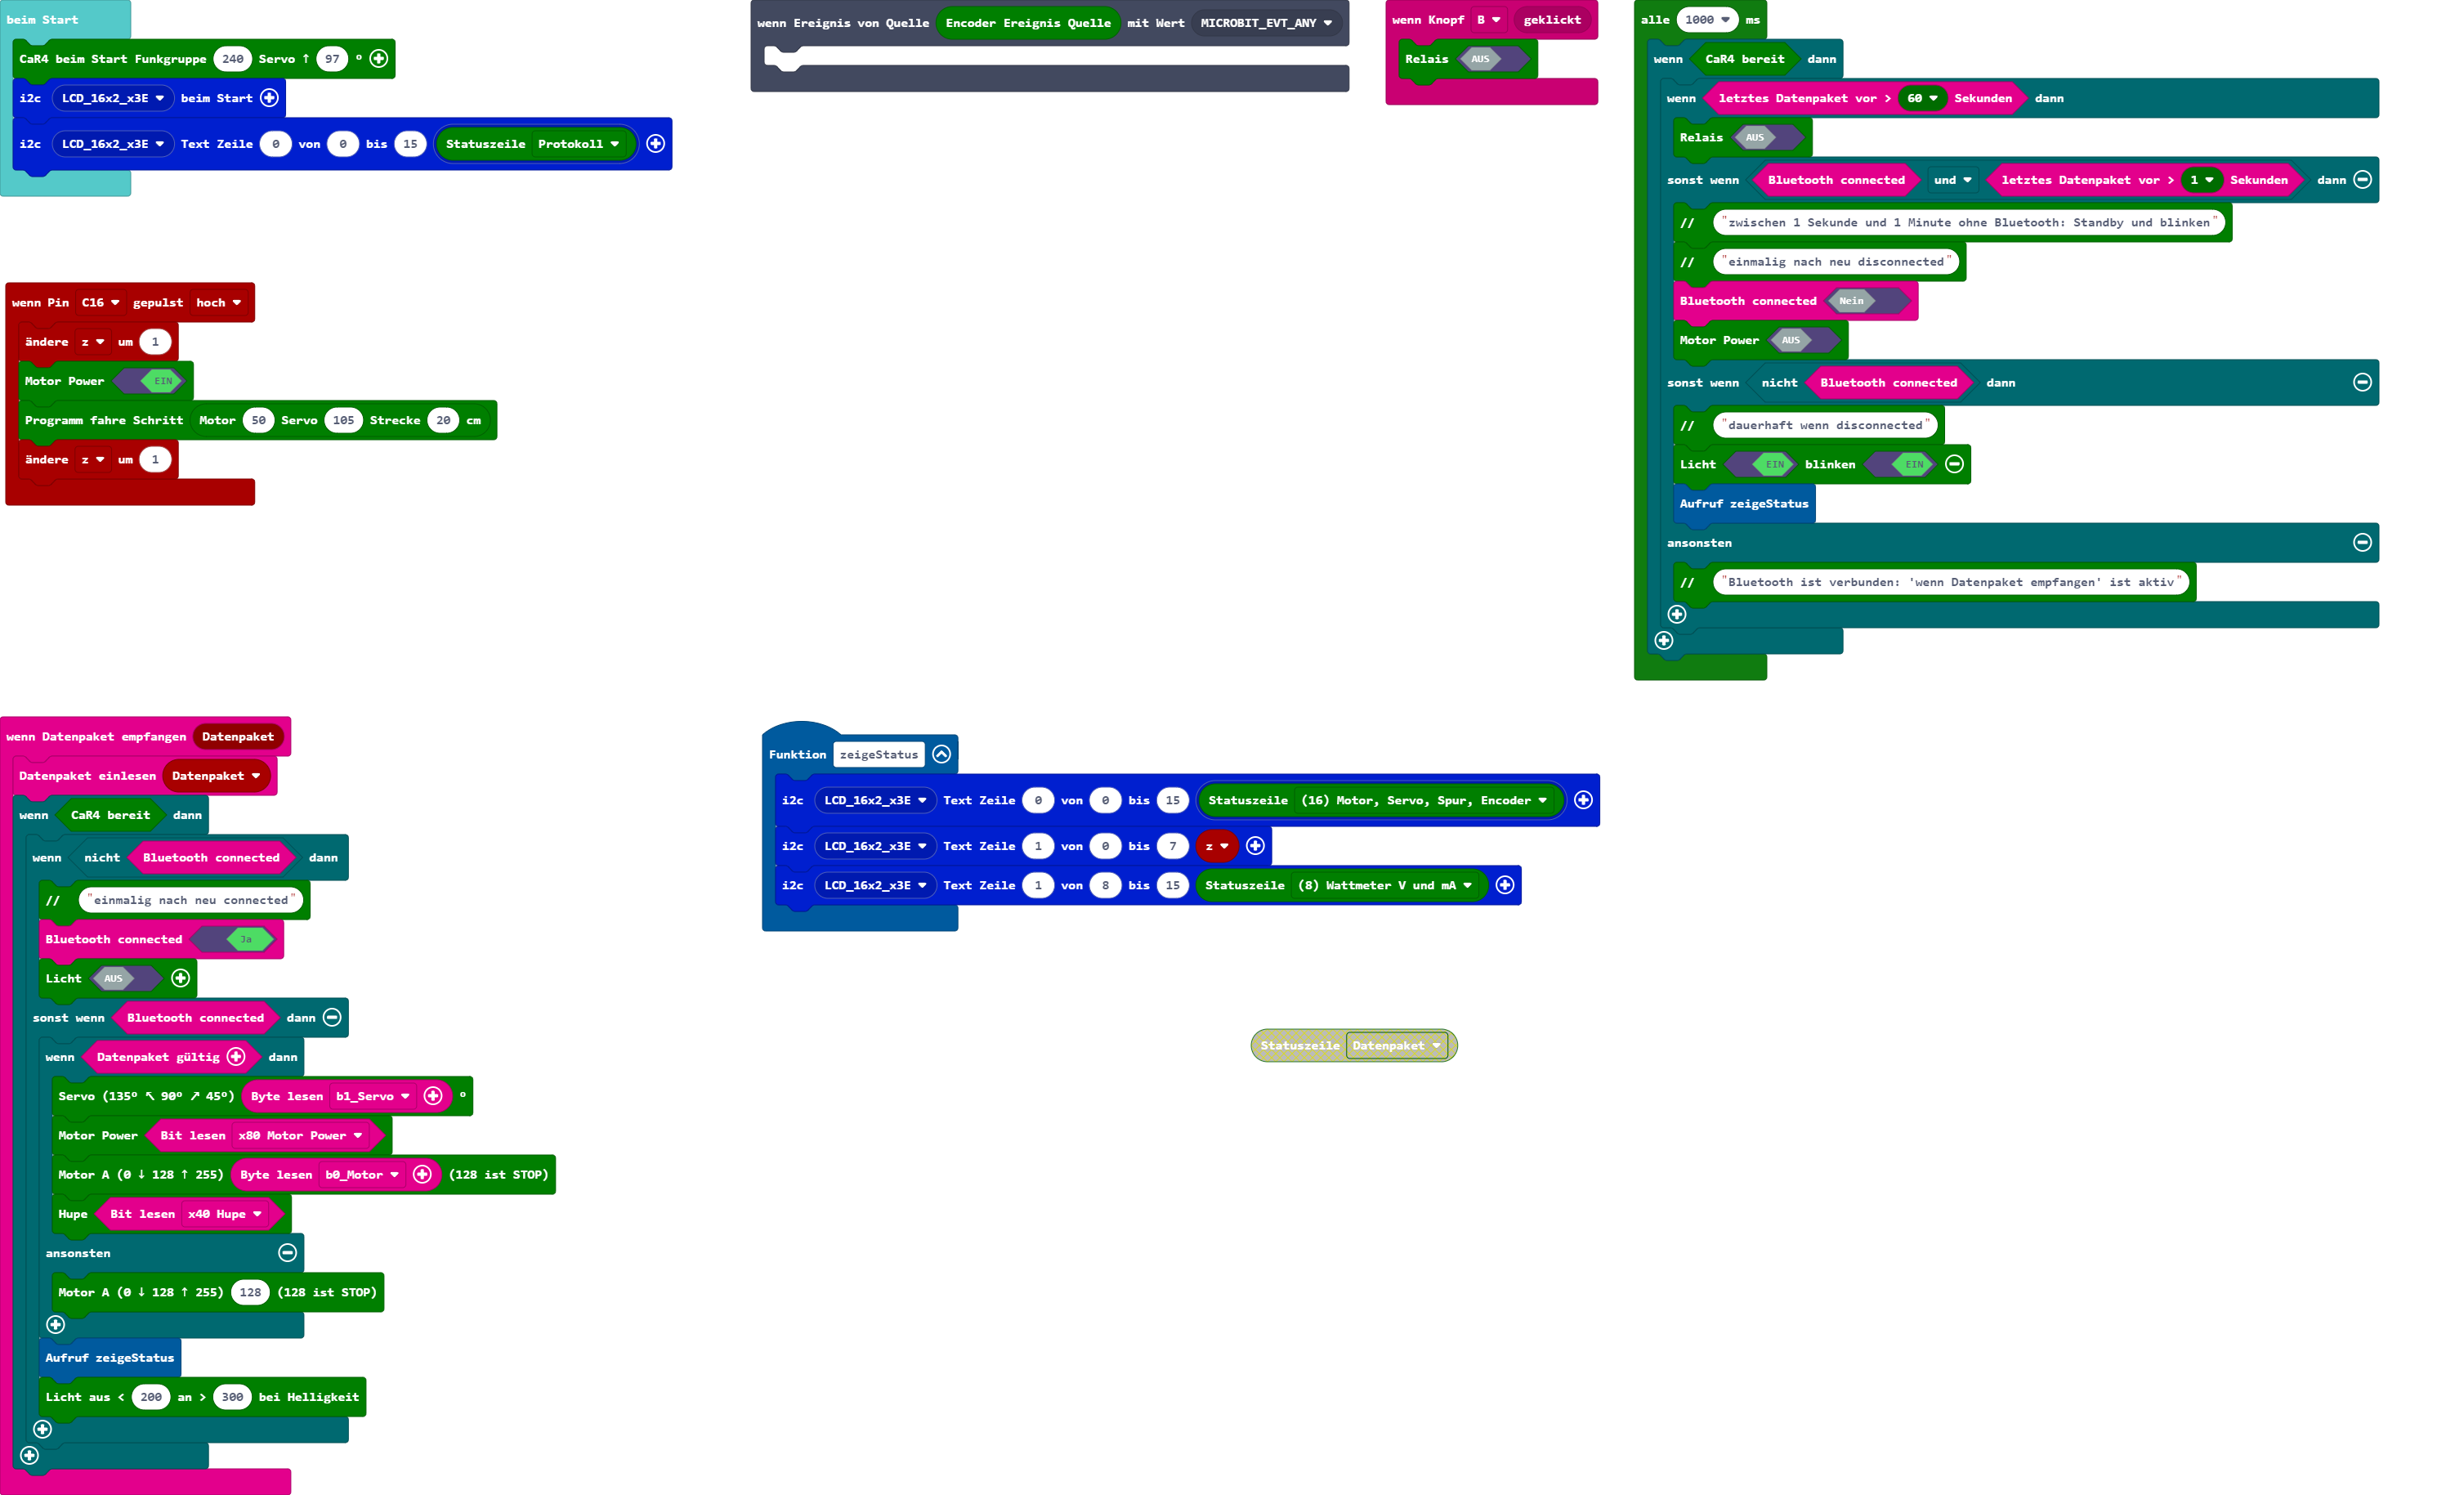 beim Start
CaR4 beim Start Funkgruppe 240 Servo ↑ 97 °
i2c LCD_16x2_x3E beim Start
i2c LCD_16x2_x3E Text Zeile 0 von 0 bis 15 Statuszeile Protokoll
wenn Pin C16 gepulst hoch
ändere z um 1
Motor Power EIN
Programm fahre Schritt Motor 50 Servo 105 Strecke 20 cm
ändere z um 1
wenn Ereignis von Quelle Encoder Ereignis Quelle mit Wert MICROBIT_EVT_ANY
wenn Knopf B geklickt
Relais AUS
alle 1000 ms
wenn CaR4 bereit dann
wenn letztes Datenpaket vor > 60 Sekunden dann
Relais AUS
sonst wenn Bluetooth connected und letztes Datenpaket vor > 1 Sekunden dann
// "zwischen 1 Sekunde und 1 Minute ohne Bluetooth: Standby und blinken"
// "einmalig nach neu disconnected"
Bluetooth connected Nein
Motor Power AUS
sonst wenn nicht Bluetooth connected dann
// "dauerhaft wenn disconnected"
Licht EIN blinken EIN
Aufruf zeigeStatus
ansonsten
// "Bluetooth ist verbunden: 'wenn Datenpaket empfangen' ist aktiv"
wenn Datenpaket empfangen Datenpaket
Datenpaket einlesen Datenpaket
wenn CaR4 bereit dann
wenn nicht Bluetooth connected dann
// "einmalig nach neu connected"
Bluetooth connected Ja
Licht AUS
sonst wenn Bluetooth connected dann
wenn Datenpaket gültig dann
Servo (135° ↖ 90° ↗ 45°) Byte lesen b1_Servo °
Motor Power Bit lesen x80 Motor Power
Motor A (0 ↓ 128 ↑ 255) Byte lesen b0_Motor (128 ist STOP)
Hupe Bit lesen x40 Hupe
ansonsten
Motor A (0 ↓ 128 ↑ 255) 128 (128 ist STOP)
Aufruf zeigeStatus
Licht aus < 200 an > 300 bei Helligkeit
Funktion zeigeStatus
i2c LCD_16x2_x3E Text Zeile 0 von 0 bis 15 Statuszeile (16) Motor, Servo, Spur, Encoder
i2c LCD_16x2_x3E Text Zeile 1 von 0 bis 7 z
i2c LCD_16x2_x3E Text Zeile 1 von 8 bis 15 Statuszeile (8) Wattmeter V und mA
Statuszeile Datenpaket